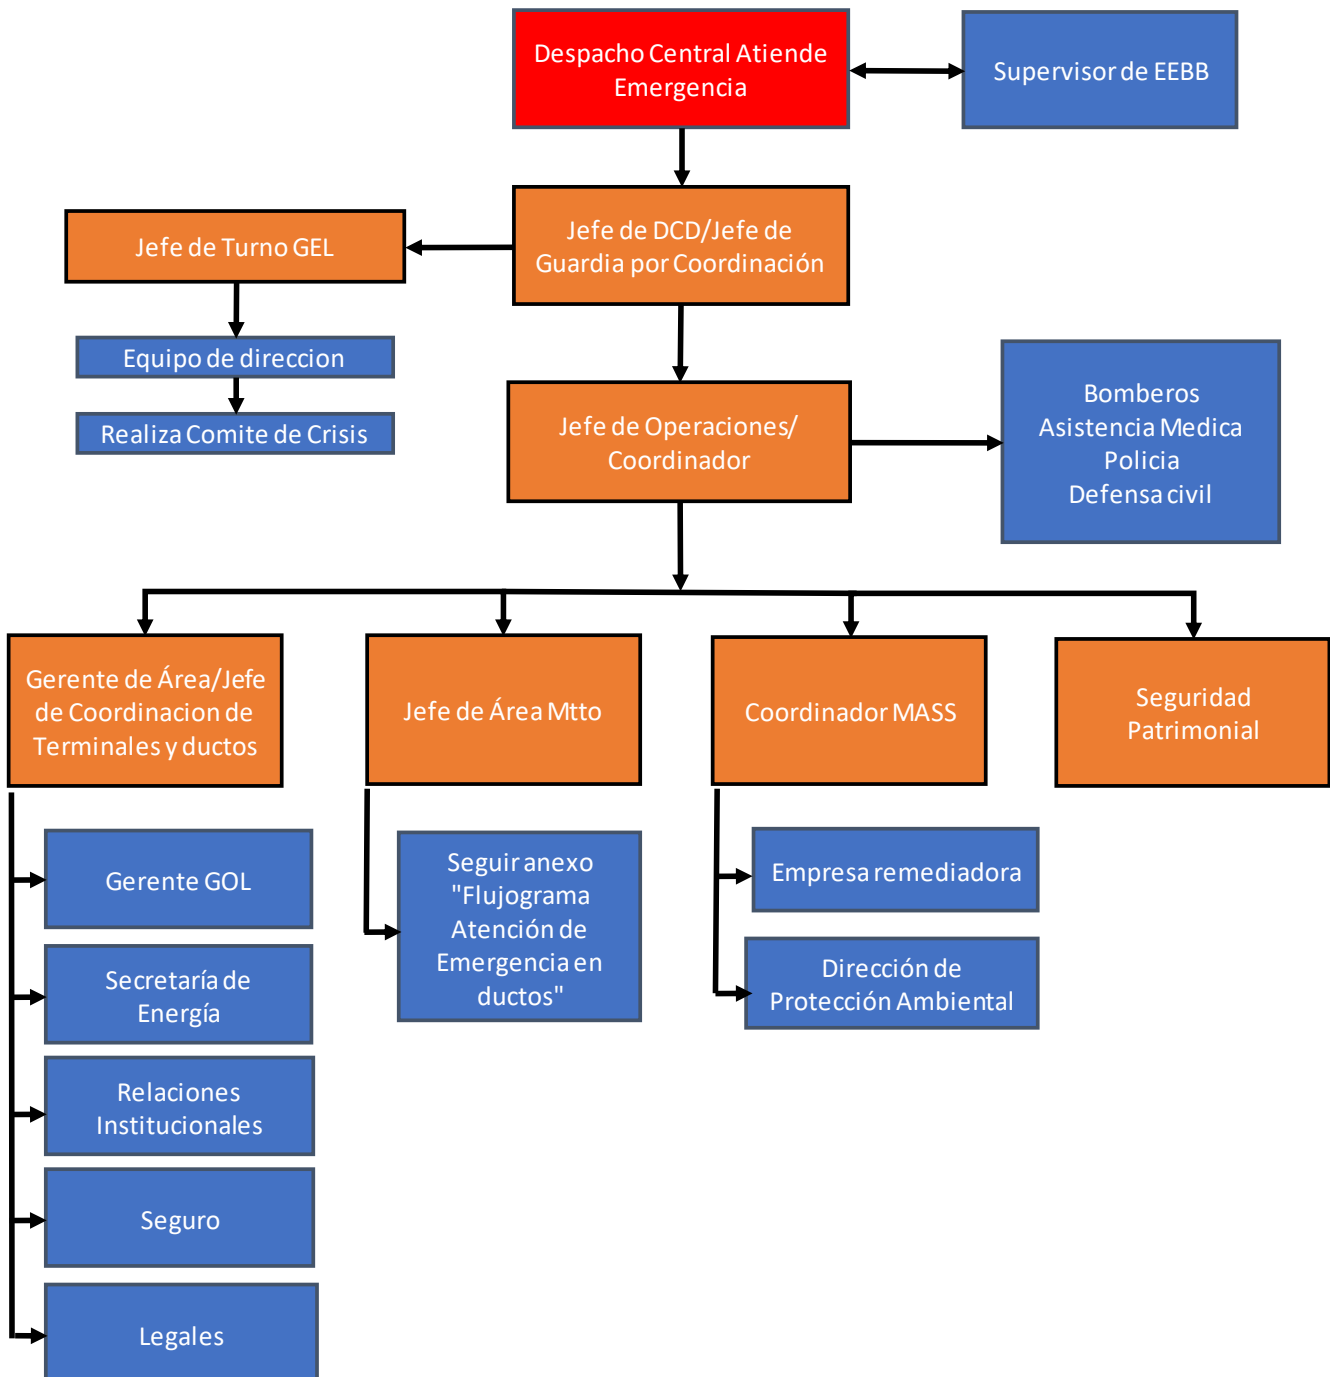 Despacho Central Atiende
Emergencia
Supervisor de EEBB
Jefe de DCD/Jefe de
Guardia por Coordinación
Jefe de Turno GEL
Equipo de direccion
Realiza Comite de Crisis
Jefe de Operaciones/
Coordinador
Bomberos
Asistencia Medica
Policia
Defensa civil
Gerente de Área/Jefe
de Coordinacion de
Terminales y ductos
Jefe de Área Mtto
Coordinador MASS
Seguridad
Patrimonial
Gerente GOL
Secretaría de
Energía
Relaciones
Institucionales
Seguro
Legales
Seguir anexo
"Flujograma
Atención de
Emergencia en
ductos"
Empresa remediadora
Dirección de
Protección Ambiental